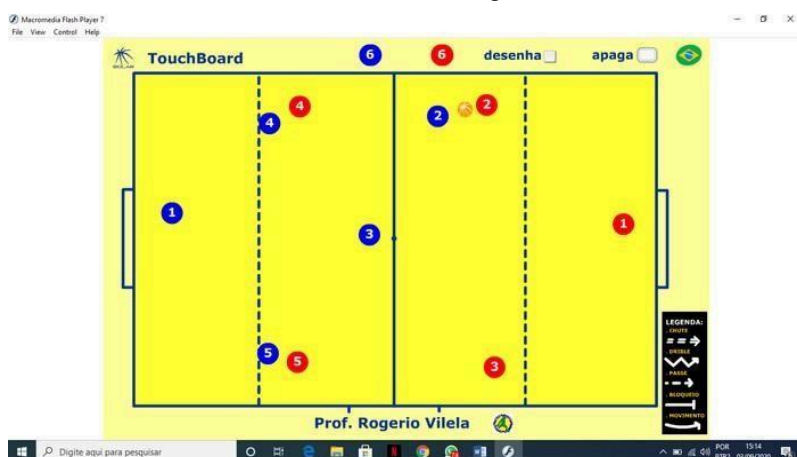 Macromedia Flash Player 7
File View Control Help
TouchBoard
6
6
desenha
apaga
4
4
2
2
1
3
1
5
5
3
LEGENDA:
. CHUTE
. DRIBLE
. PASSE
. BLOQUEIO
. MOVIMENTO
Prof. Rogerio Vilela
Digite aqui para pesquisar
POR 15:14